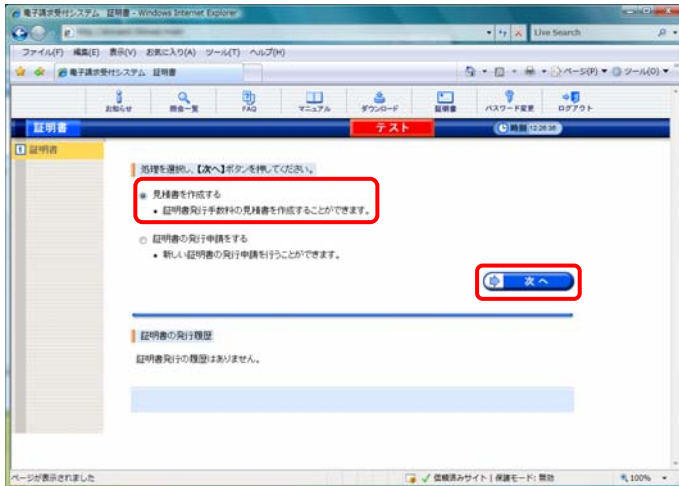 電子請求受付システム 証明書 - Windows Internet Explorer
Live Search
ファイル(F) 編集(E) 表示(V) お気に入り(A) ツール(T) ヘルプ(H)
電子請求受付システム 証明書
ページ(P) ツール(O)
お知らせ 照会一覧 FAQ マニュアル ダウンロード 証明書 パスワード変更 ログアウト
証明書 テスト 時刻 12:26:36
1 証明書
処理を選択し、【次へ】ボタンを押してください。
見積書を作成する
• 証明書発行手数料の見積書を作成することができます。
証明書の発行申請をする
• 新しい証明書の発行申請を行うことができます。
次へ
証明書の発行履歴
証明書発行の履歴はありません。
ページが表示されました 信頼済みサイト | 保護モード: 無効 100%